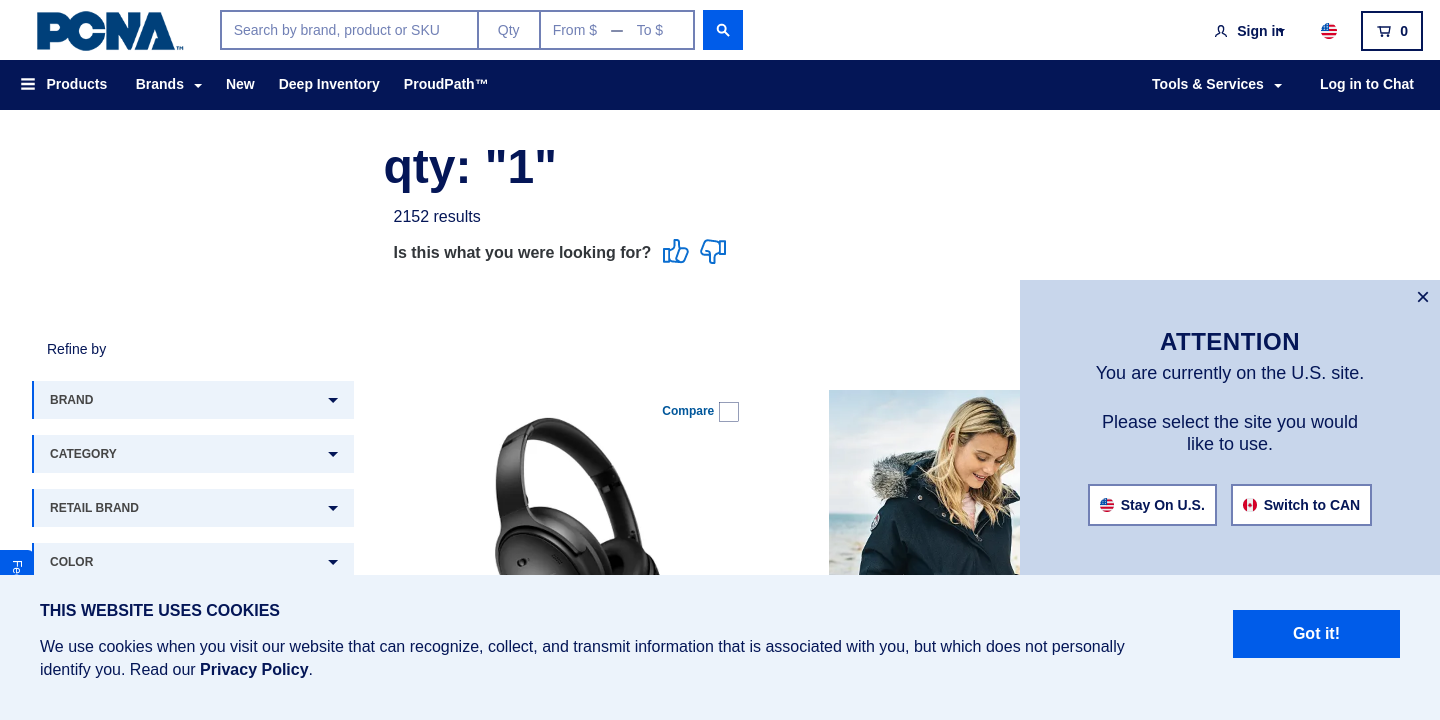 PCNA™
Search by brand, product or SKU
Qty
From $ — To $
Sign in
0
Products
Brands
New
Deep Inventory
ProudPath™
Tools & Services
Log in to Chat
qty: "1"
2152 results
Is this what you were looking for?
Refine by
BRAND
CATEGORY
RETAIL BRAND
COLOR
Compare
×
ATTENTION
You are currently on the U.S. site.
Please select the site you would
like to use.
Stay On U.S.
Switch to CAN
THIS WEBSITE USES COOKIES
We use cookies when you visit our website that can recognize, collect, and transmit information that is associated with you, but which does not personally
identify you. Read our Privacy Policy.
Got it!